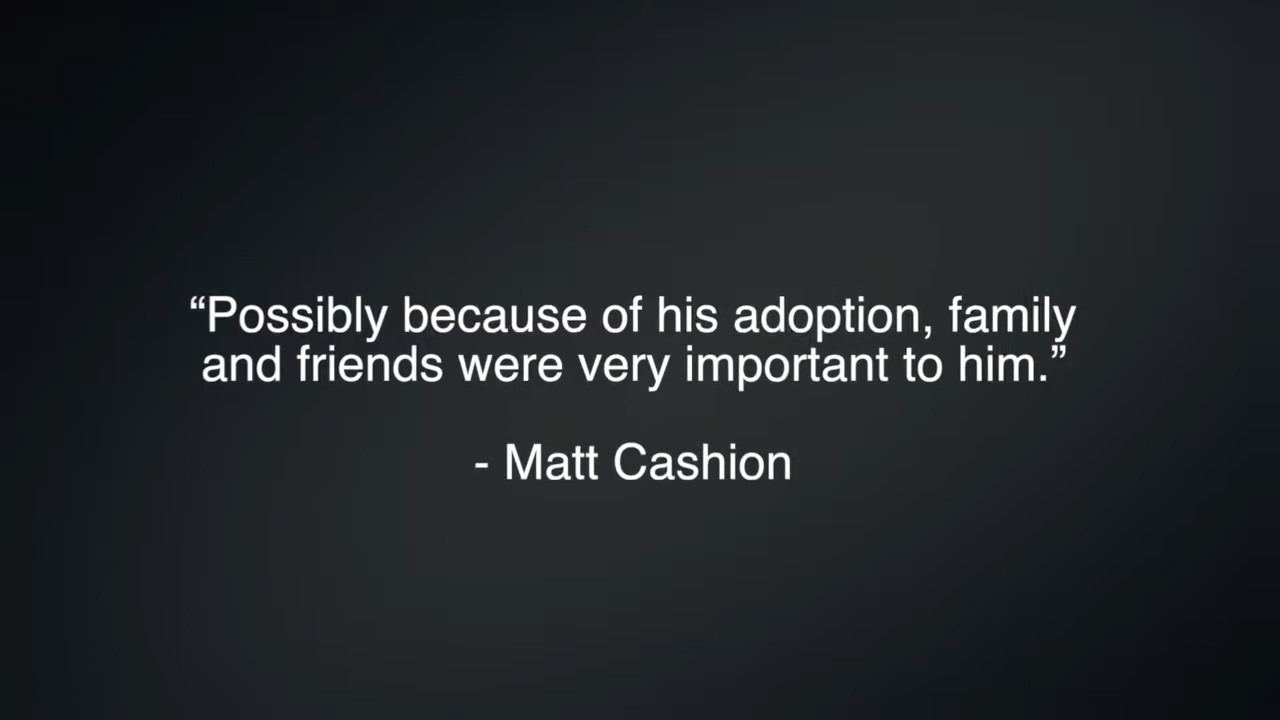 “Possibly because of his adoption, family
and friends were very important to him.”
- Matt Cashion